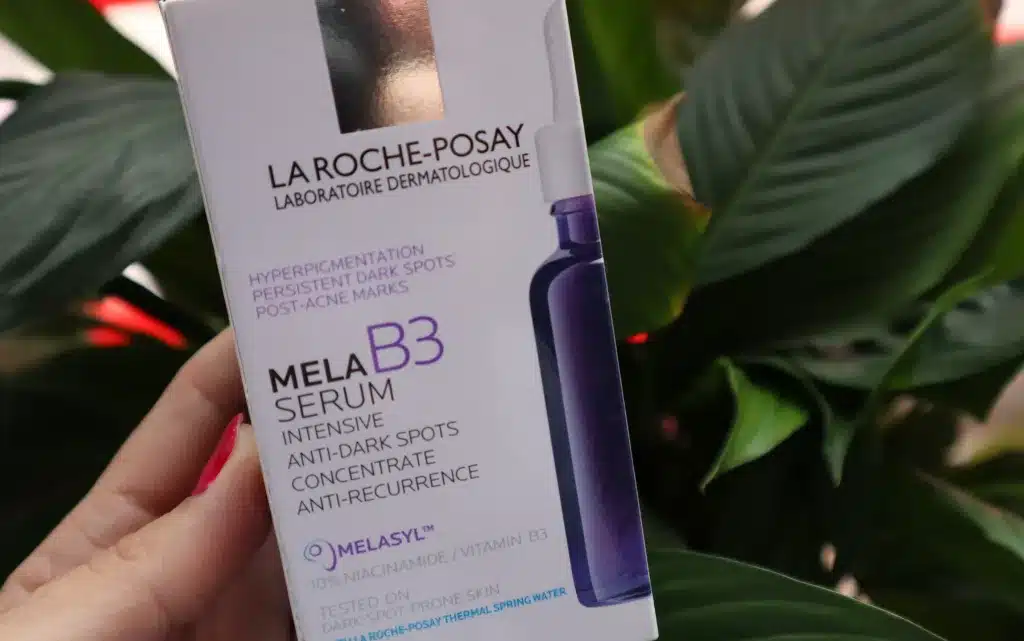 LA ROCHE-POSAY
LABORATOIRE DERMATOLOGIQUE
HYPERPIGMENTATION
PERSISTENT DARK SPOTS
POST-ACNE MARKS
MELA B3
SERUM
INTENSIVE
ANTI-DARK SPOTS
CONCENTRATE
ANTI-RECURRENCE
MELASYL™
10% NIACINAMIDE / VITAMIN B3
TESTED ON
DARK-SPOT PRONE SKIN
LA ROCHE-POSAY THERMAL SPRING WATER